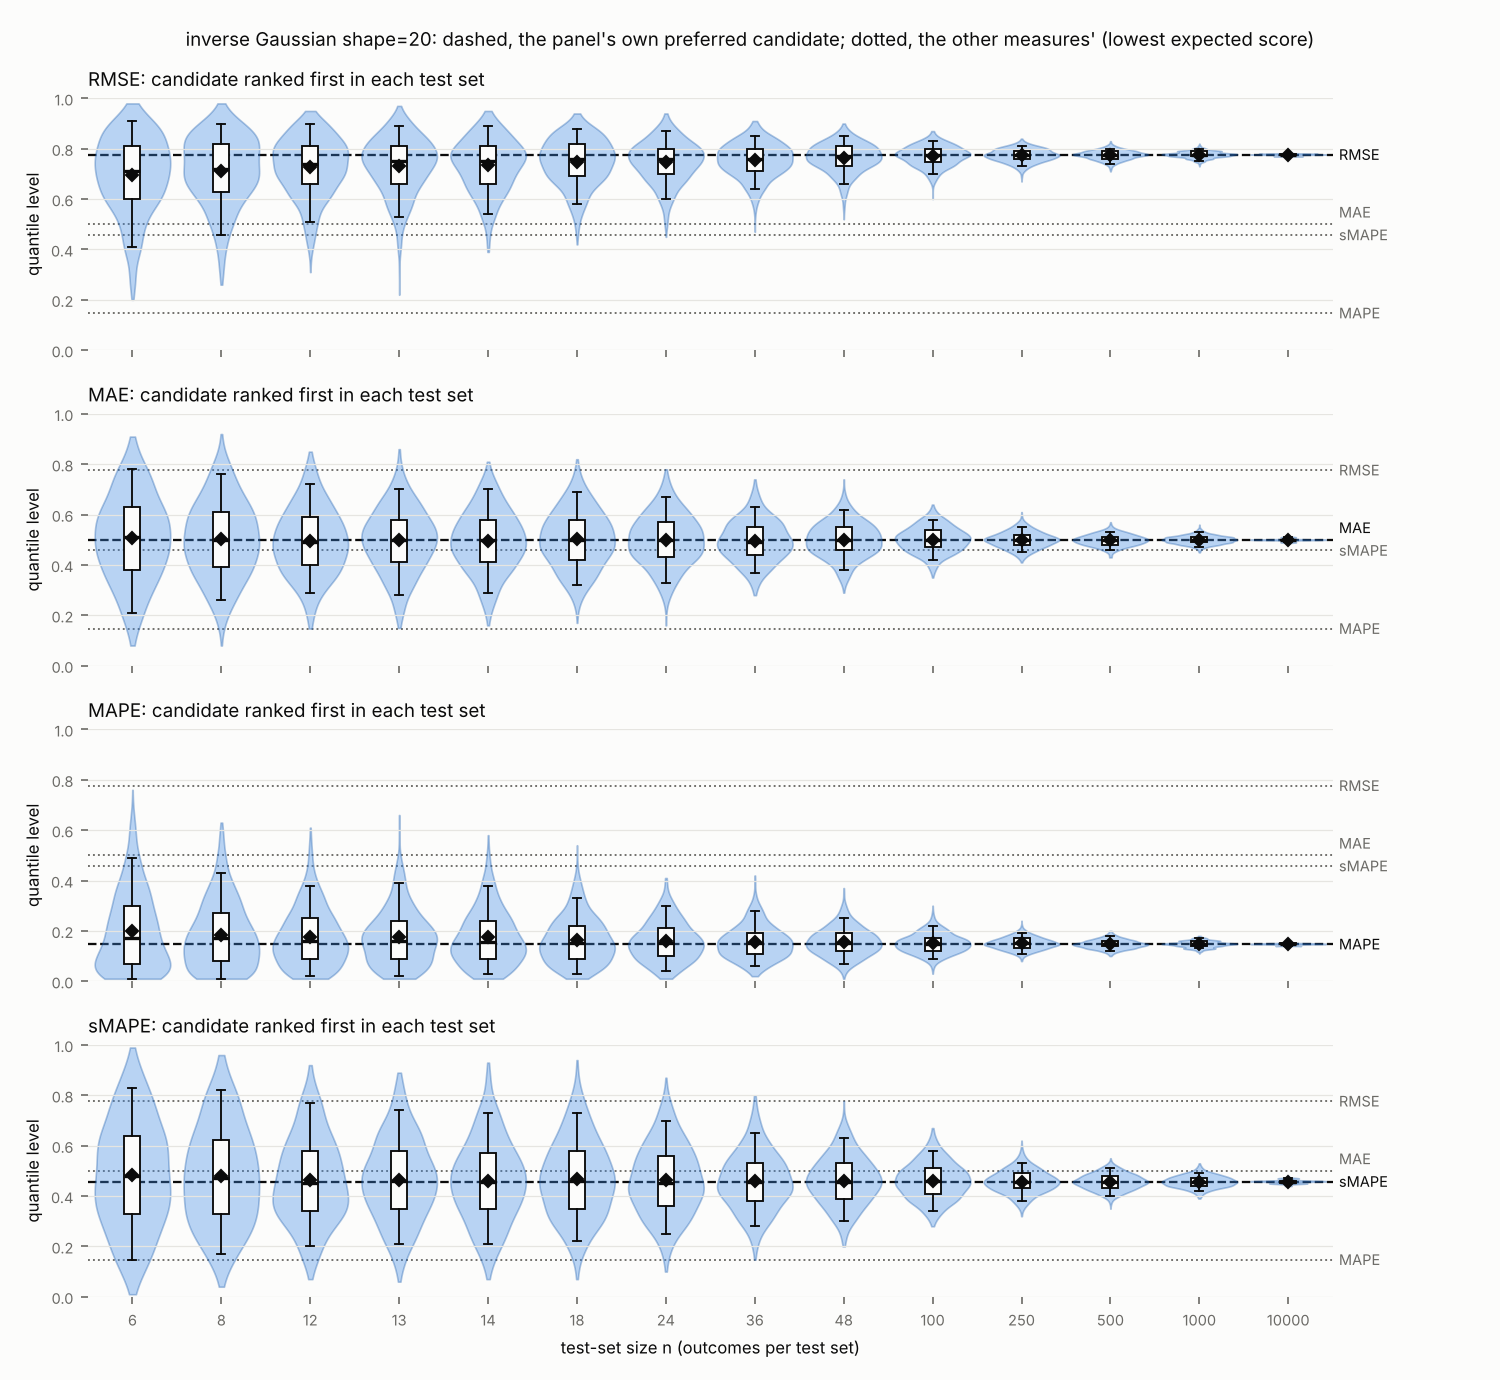 inverse Gaussian shape=20: dashed, the panel's own preferred candidate; dotted, the other measures' (lowest expected score)
RMSE: candidate ranked first in each test set
quantile level
1.0
0.8
0.6
0.4
0.2
0.0
RMSE
MAE
sMAPE
MAPE
MAE: candidate ranked first in each test set
quantile level
1.0
0.8
0.6
0.4
0.2
0.0
RMSE
MAE
sMAPE
MAPE
MAPE: candidate ranked first in each test set
quantile level
1.0
0.8
0.6
0.4
0.2
0.0
RMSE
MAE
sMAPE
MAPE
sMAPE: candidate ranked first in each test set
quantile level
1.0
0.8
0.6
0.4
0.2
0.0
RMSE
MAE
sMAPE
MAPE
6 8 12 13 14 18 24 36 48 100 250 500 1000 10000
test-set size n (outcomes per test set)